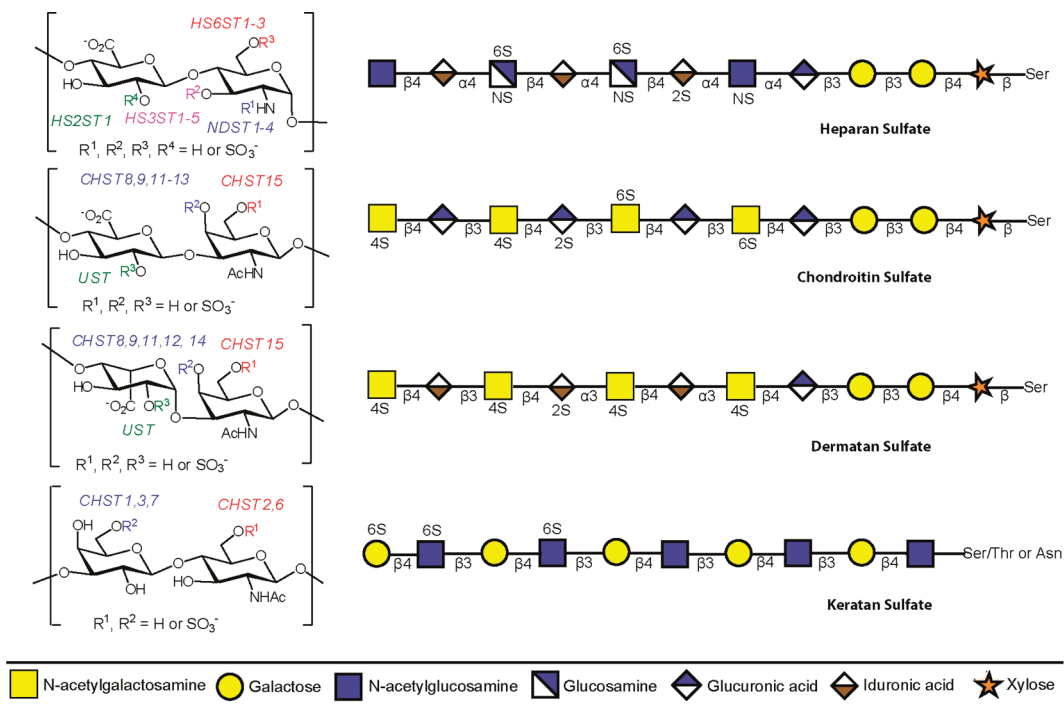 HS6ST1-3
⁻O₂C
OR³
HO
O
R⁴O
R²O
R¹HN
O
HS2ST1 HS3ST1-5 NDST1-4
R¹, R², R³, R⁴ = H or SO₃⁻
6S 6S
β4 α4 β4 α4 β4 α4 β4 α4 β3 β3 β4 β Ser
NS NS 2S NS
Heparan Sulfate
CHST8,9,11-13 CHST15
R²O OR¹
⁻O₂C
O
HO
R³O
O
AcHN
O
UST
R¹, R², R³ = H or SO₃⁻
6S
β4 β3 β4 β3 β4 β3 β4 β3 β3 β4 β Ser
4S 4S 2S 6S
Chondroitin Sulfate
CHST8,9,11,12, 14 CHST15
R²O OR¹
O
HO
⁻O₂C
OR³
O
AcHN
O
UST
R¹, R², R³ = H or SO₃⁻
β4 β3 β4 α3 β4 α3 β4 β3 β3 β4 β Ser
4S 4S 2S 4S 4S
Dermatan Sulfate
CHST1,3,7 CHST2,6
OH OR² OR¹
O
O
OH
HO
NHAc
O
R¹, R² = H or SO₃⁻
6S 6S 6S
β4 β3 β4 β3 β4 β3 β4 β3 β4 Ser/Thr or Asn
Keratan Sulfate
N-acetylgalactosamine Galactose N-acetylglucosamine Glucosamine Glucuronic acid Iduronic acid Xylose